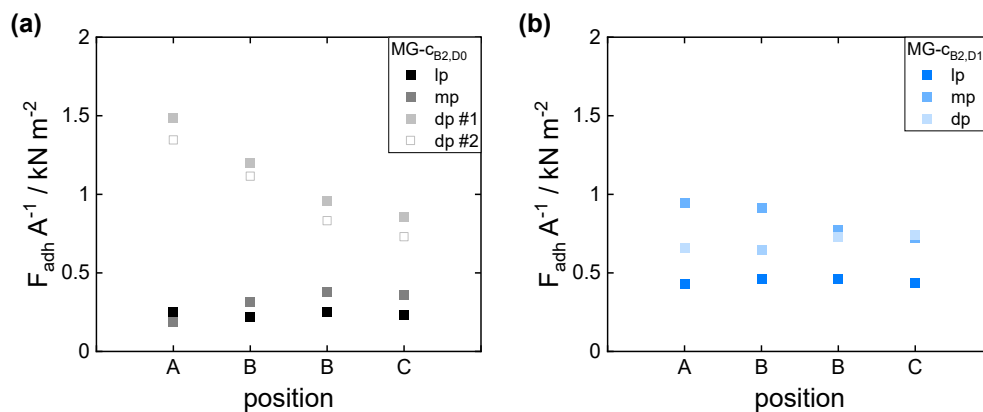 (a)
F_adh A^-1 / kN m^-2
2
1.5
1
0.5
0
MG-c_B2,D0
lp
mp
dp #1
dp #2
A B B C
position
(b)
F_adh A^-1 / kN m^-2
2
1.5
1
0.5
0
MG-c_B2,D1
lp
mp
dp
A B B C
position